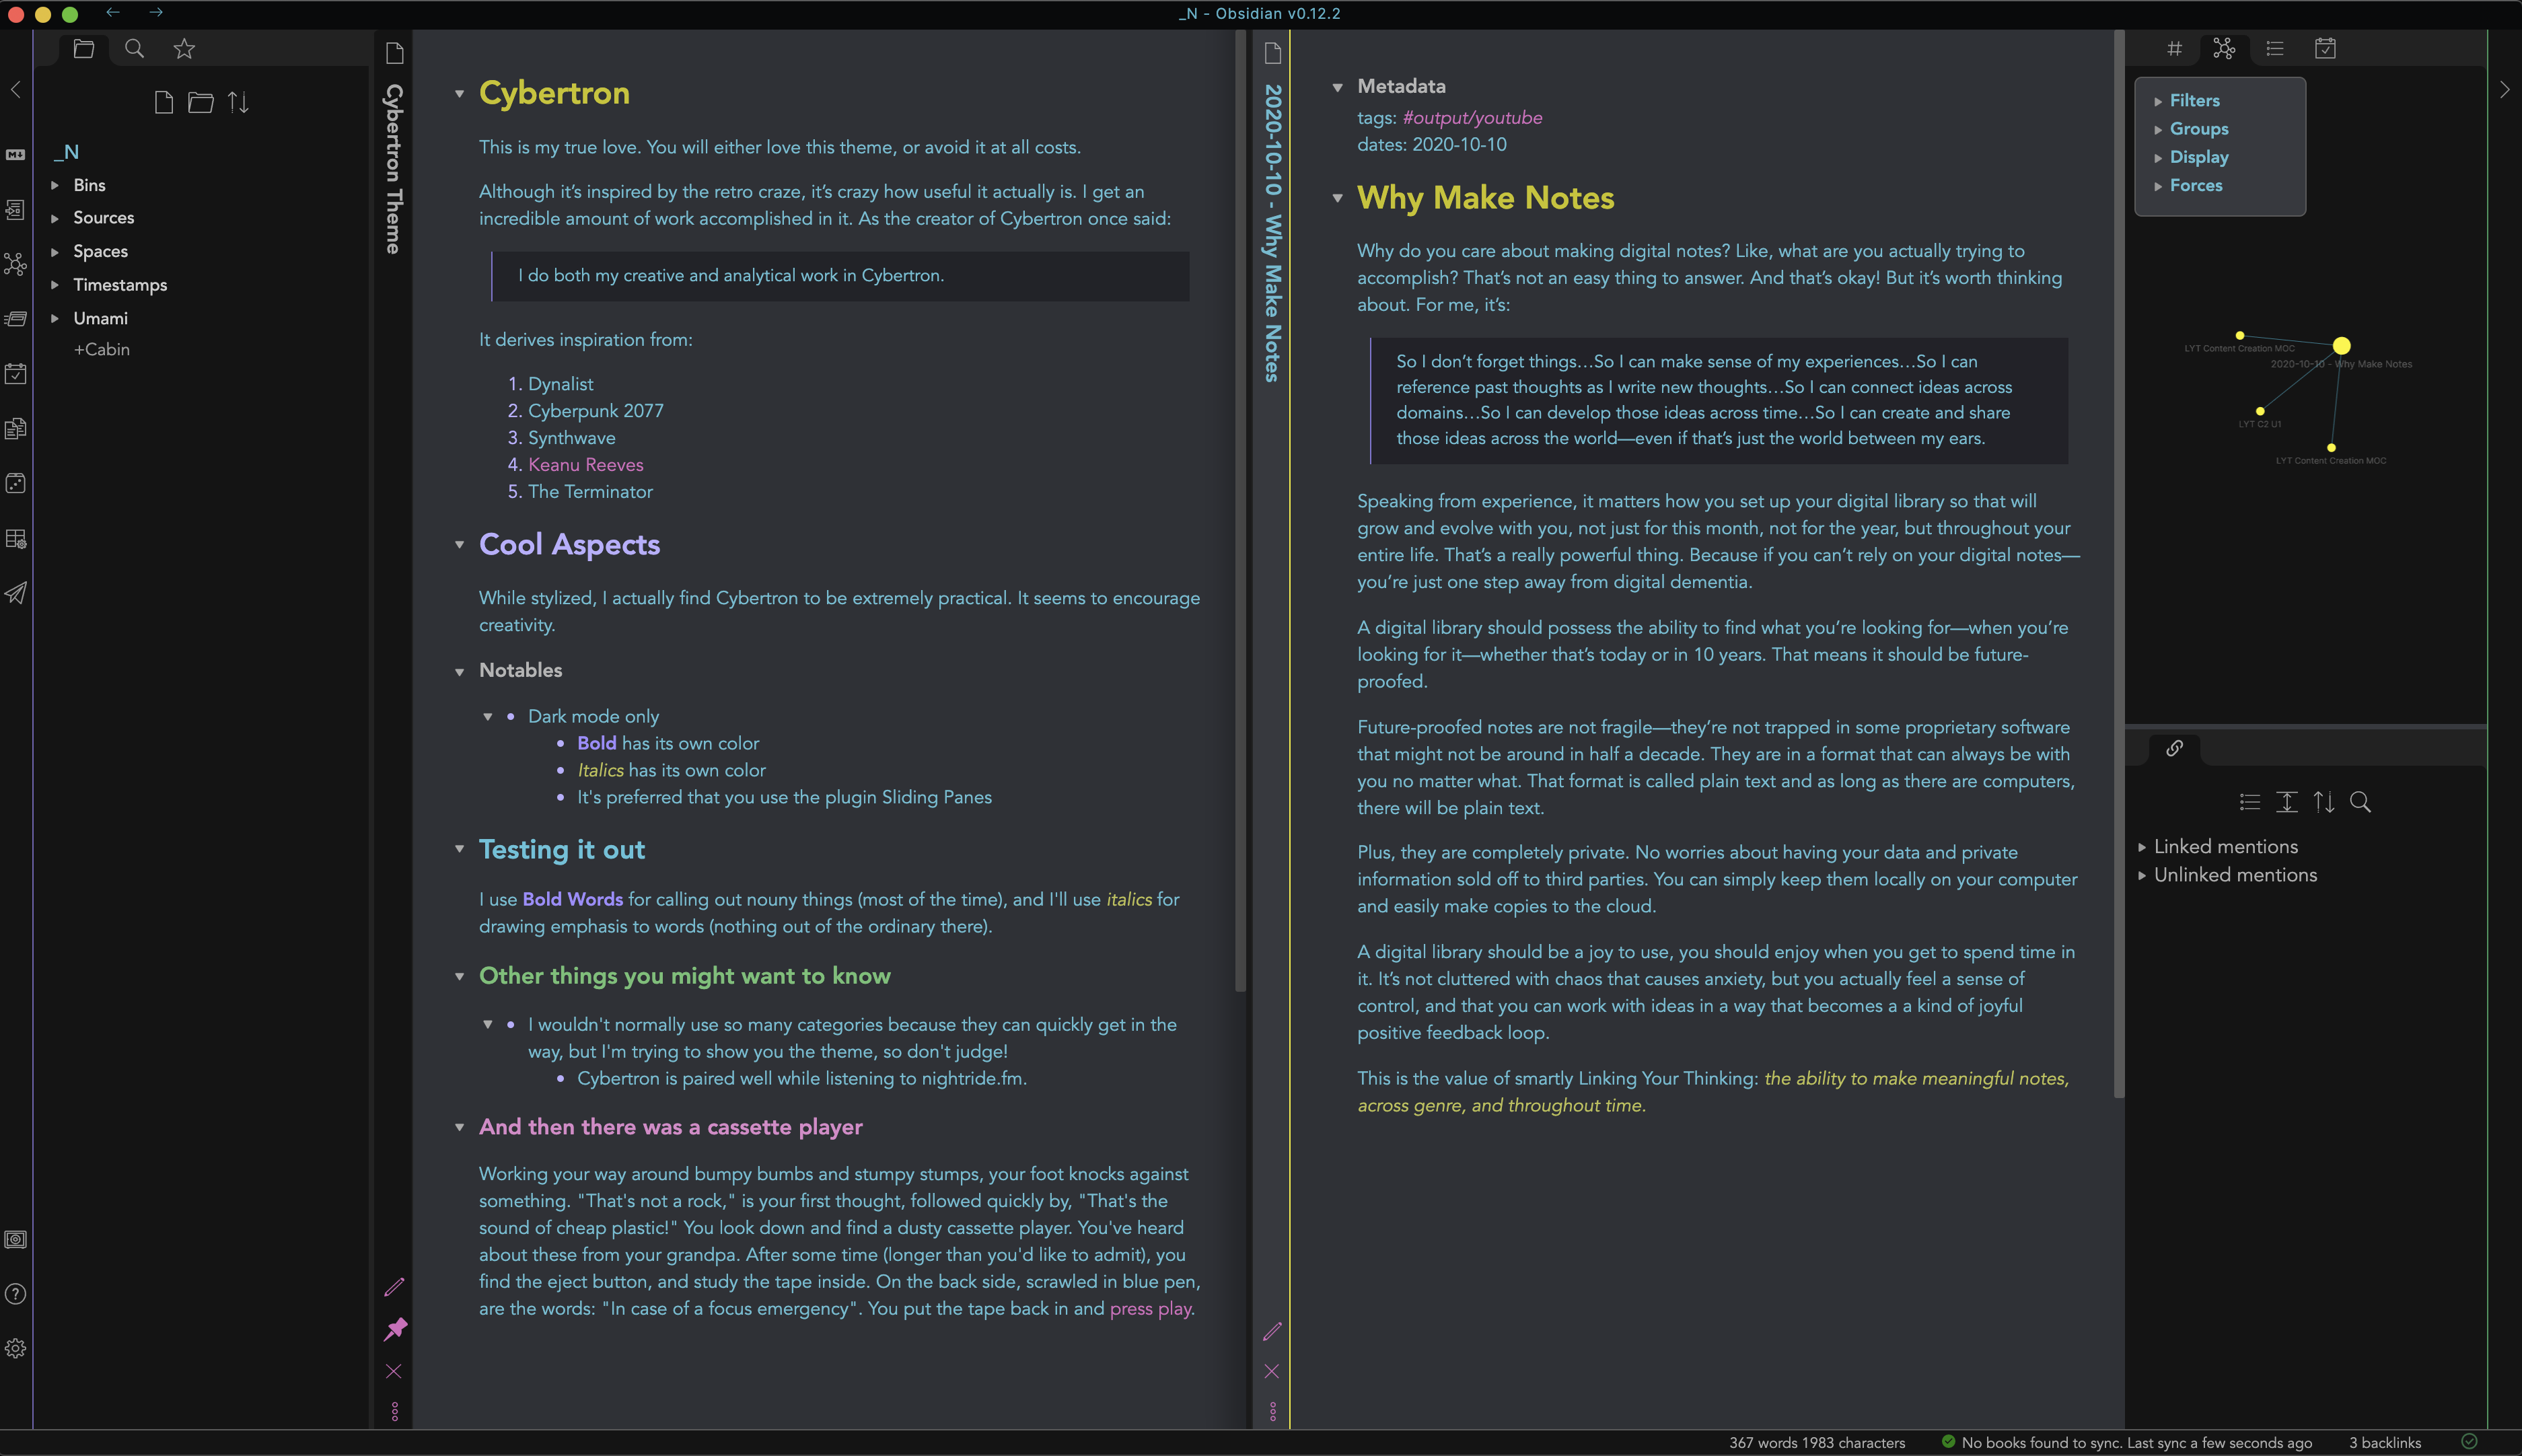 _N - Obsidian v0.12.2
_N
Bins
Sources
Spaces
Timestamps
Umami
+Cabin
Cybertron Theme
Cybertron
This is my true love. You will either love this theme, or avoid it at all costs.
Although it’s inspired by the retro craze, it’s crazy how useful it actually is. I get an
incredible amount of work accomplished in it. As the creator of Cybertron once said:
I do both my creative and analytical work in Cybertron.
It derives inspiration from:
1. Dynalist
2. Cyberpunk 2077
3. Synthwave
4. Keanu Reeves
5. The Terminator
Cool Aspects
While stylized, I actually find Cybertron to be extremely practical. It seems to encourage
creativity.
Notables
Dark mode only
Bold has its own color
Italics has its own color
It's preferred that you use the plugin Sliding Panes
Testing it out
I use Bold Words for calling out nouny things (most of the time), and I'll use italics for
drawing emphasis to words (nothing out of the ordinary there).
Other things you might want to know
I wouldn't normally use so many categories because they can quickly get in the
way, but I'm trying to show you the theme, so don't judge!
Cybertron is paired well while listening to nightride.fm.
And then there was a cassette player
Working your way around bumpy bumbs and stumpy stumps, your foot knocks against
something. "That's not a rock," is your first thought, followed quickly by, "That's the
sound of cheap plastic!" You look down and find a dusty cassette player. You've heard
about these from your grandpa. After some time (longer than you'd like to admit), you
find the eject button, and study the tape inside. On the back side, scrawled in blue pen,
are the words: "In case of a focus emergency". You put the tape back in and press play.
2020-10-10 - Why Make Notes
Metadata
tags: #output/youtube
dates: 2020-10-10
Why Make Notes
Why do you care about making digital notes? Like, what are you actually trying to
accomplish? That’s not an easy thing to answer. And that’s okay! But it’s worth thinking
about. For me, it’s:
So I don’t forget things…So I can make sense of my experiences…So I can
reference past thoughts as I write new thoughts…So I can connect ideas across
domains…So I can develop those ideas across time…So I can create and share
those ideas across the world—even if that’s just the world between my ears.
Speaking from experience, it matters how you set up your digital library so that will
grow and evolve with you, not just for this month, not for the year, but throughout your
entire life. That’s a really powerful thing. Because if you can’t rely on your digital notes—
you’re just one step away from digital dementia.
A digital library should possess the ability to find what you’re looking for—when you’re
looking for it—whether that’s today or in 10 years. That means it should be future-
proofed.
Future-proofed notes are not fragile—they’re not trapped in some proprietary software
that might not be around in half a decade. They are in a format that can always be with
you no matter what. That format is called plain text and as long as there are computers,
there will be plain text.
Plus, they are completely private. No worries about having your data and private
information sold off to third parties. You can simply keep them locally on your computer
and easily make copies to the cloud.
A digital library should be a joy to use, you should enjoy when you get to spend time in
it. It’s not cluttered with chaos that causes anxiety, but you actually feel a sense of
control, and that you can work with ideas in a way that becomes a a kind of joyful
positive feedback loop.
This is the value of smartly Linking Your Thinking: the ability to make meaningful notes,
across genre, and throughout time.
#
Filters
Groups
Display
Forces
LYT Content Creation MOC
2020-10-10 - Why Make Notes
LYT C2 U1
LYT Content Creation MOC
Linked mentions
Unlinked mentions
367 words 1983 characters
No books found to sync. Last sync a few seconds ago
3 backlinks